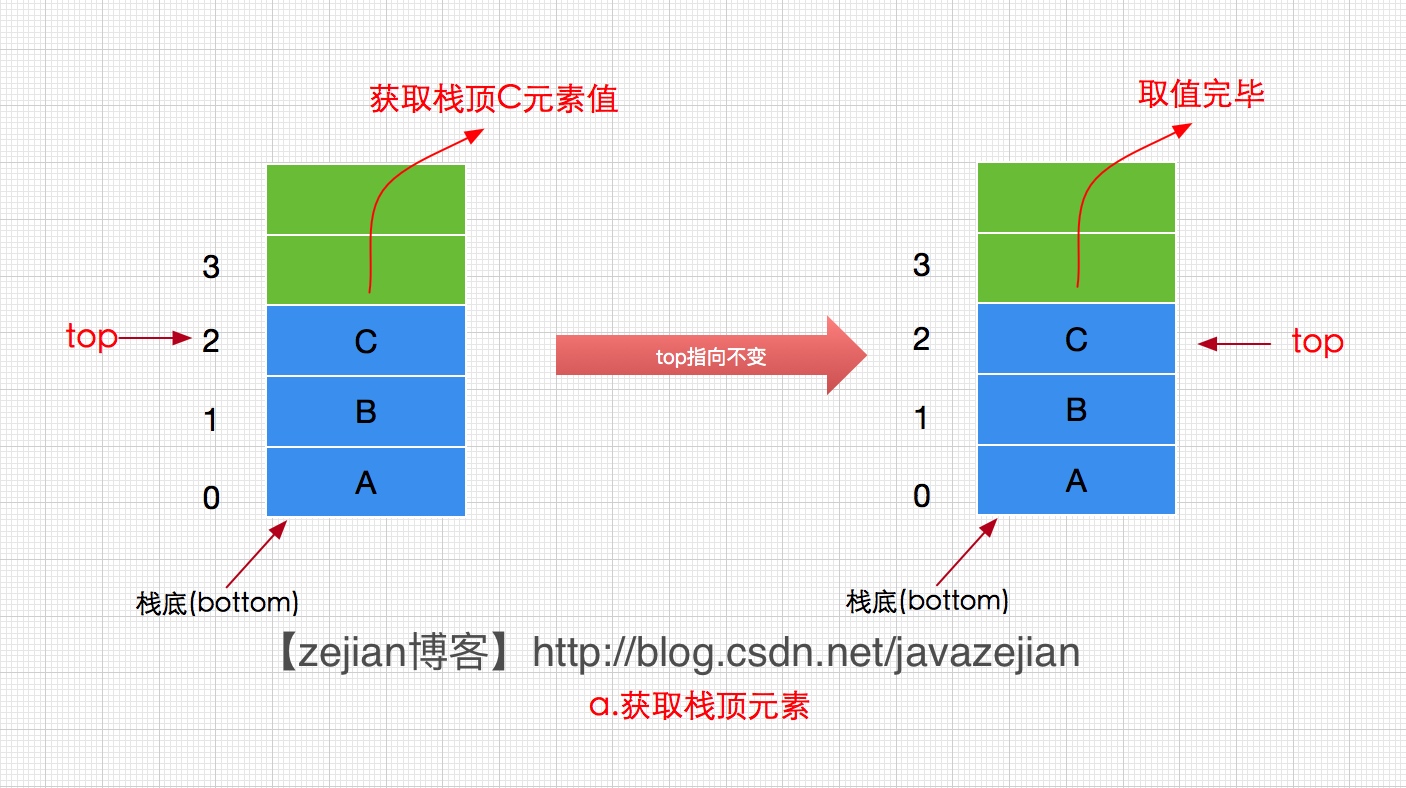 获取栈顶C元素值
取值完毕
3
top
2
C
1
B
0
A
栈底(bottom)
top指向不变
3
2
C
top
1
B
0
A
栈底(bottom)
【zejian博客】http://blog.csdn.net/javazejian
a.获取栈顶元素